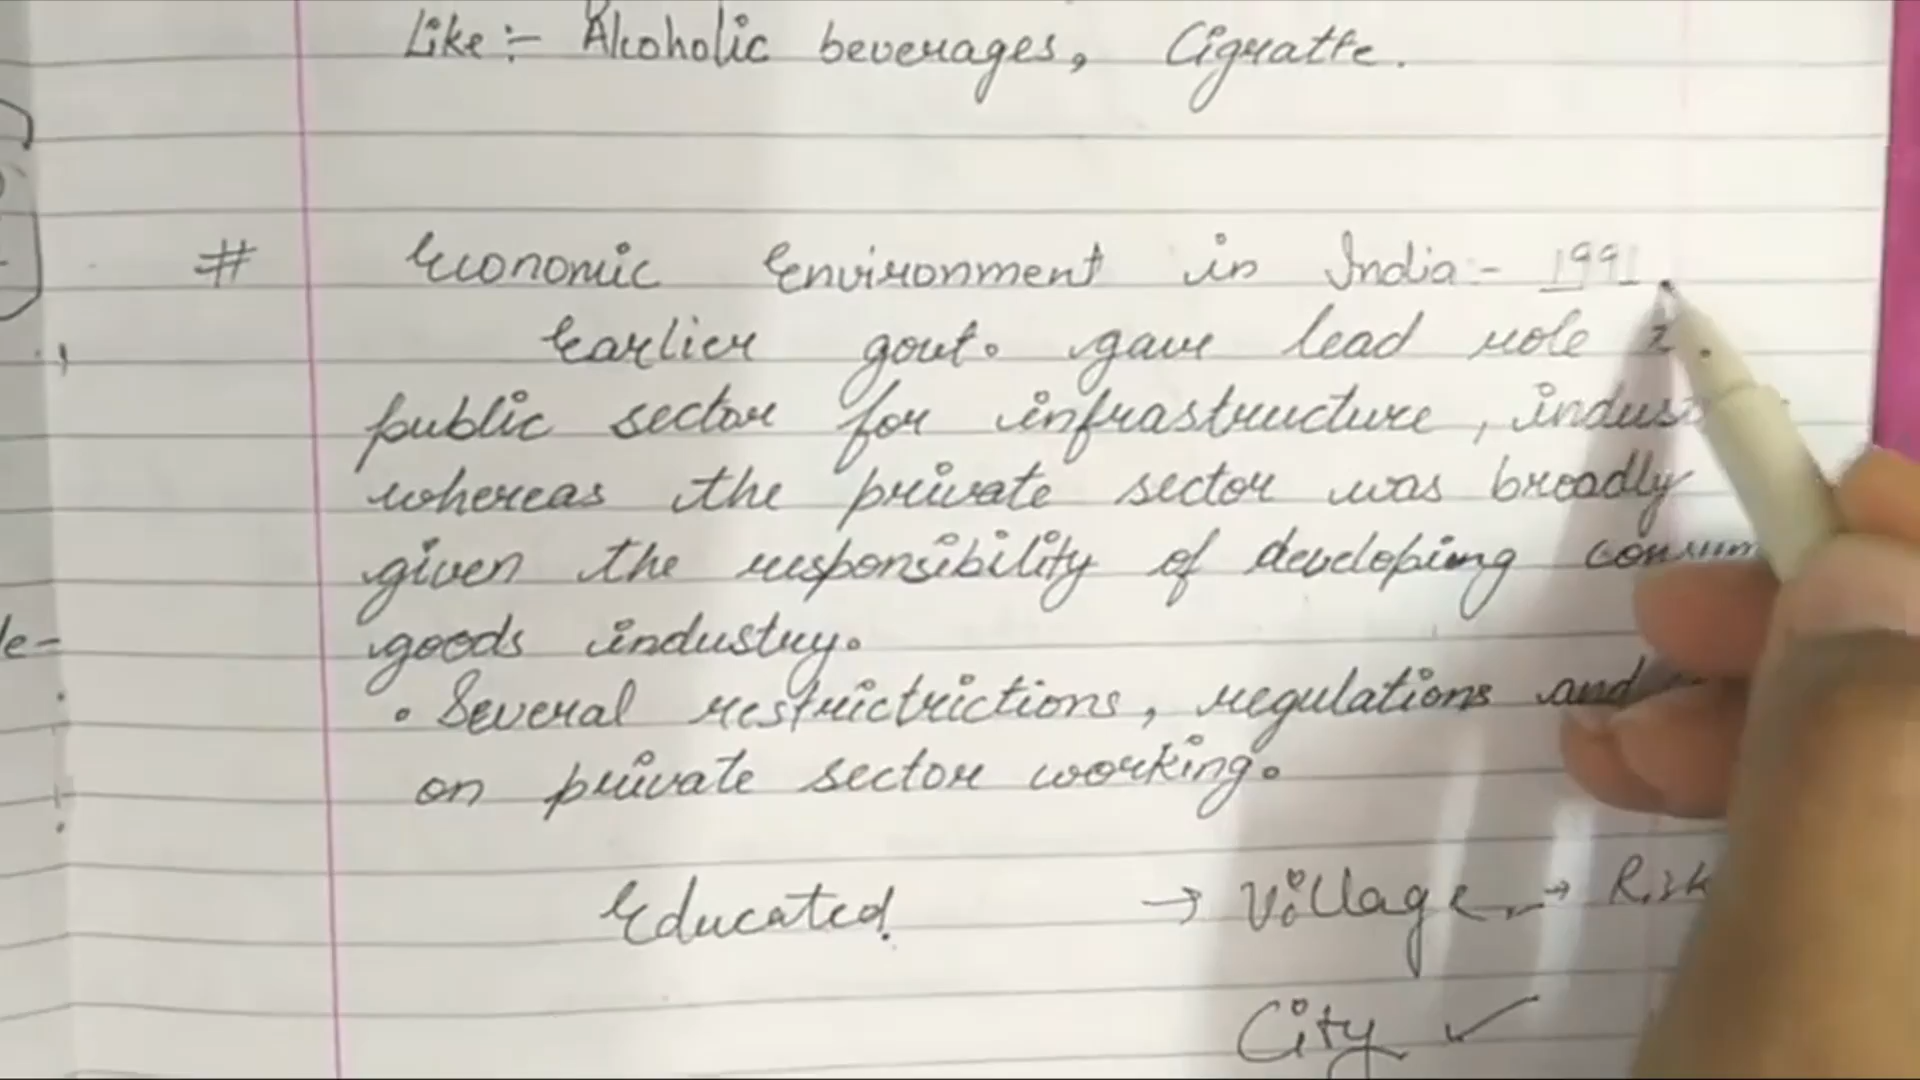 Like:- Alcoholic beverages, Cigratte.
# Economic Environment in India:- 1991
Earlier govt. gave lead role
public sector for infrastructure, indust
whereas the private sector was broadly
given the responsibility of developing consum
goods industry.
• Several restrictrictions, regulations and
on private sector working.
Educated. → Village → Risk
City ✓